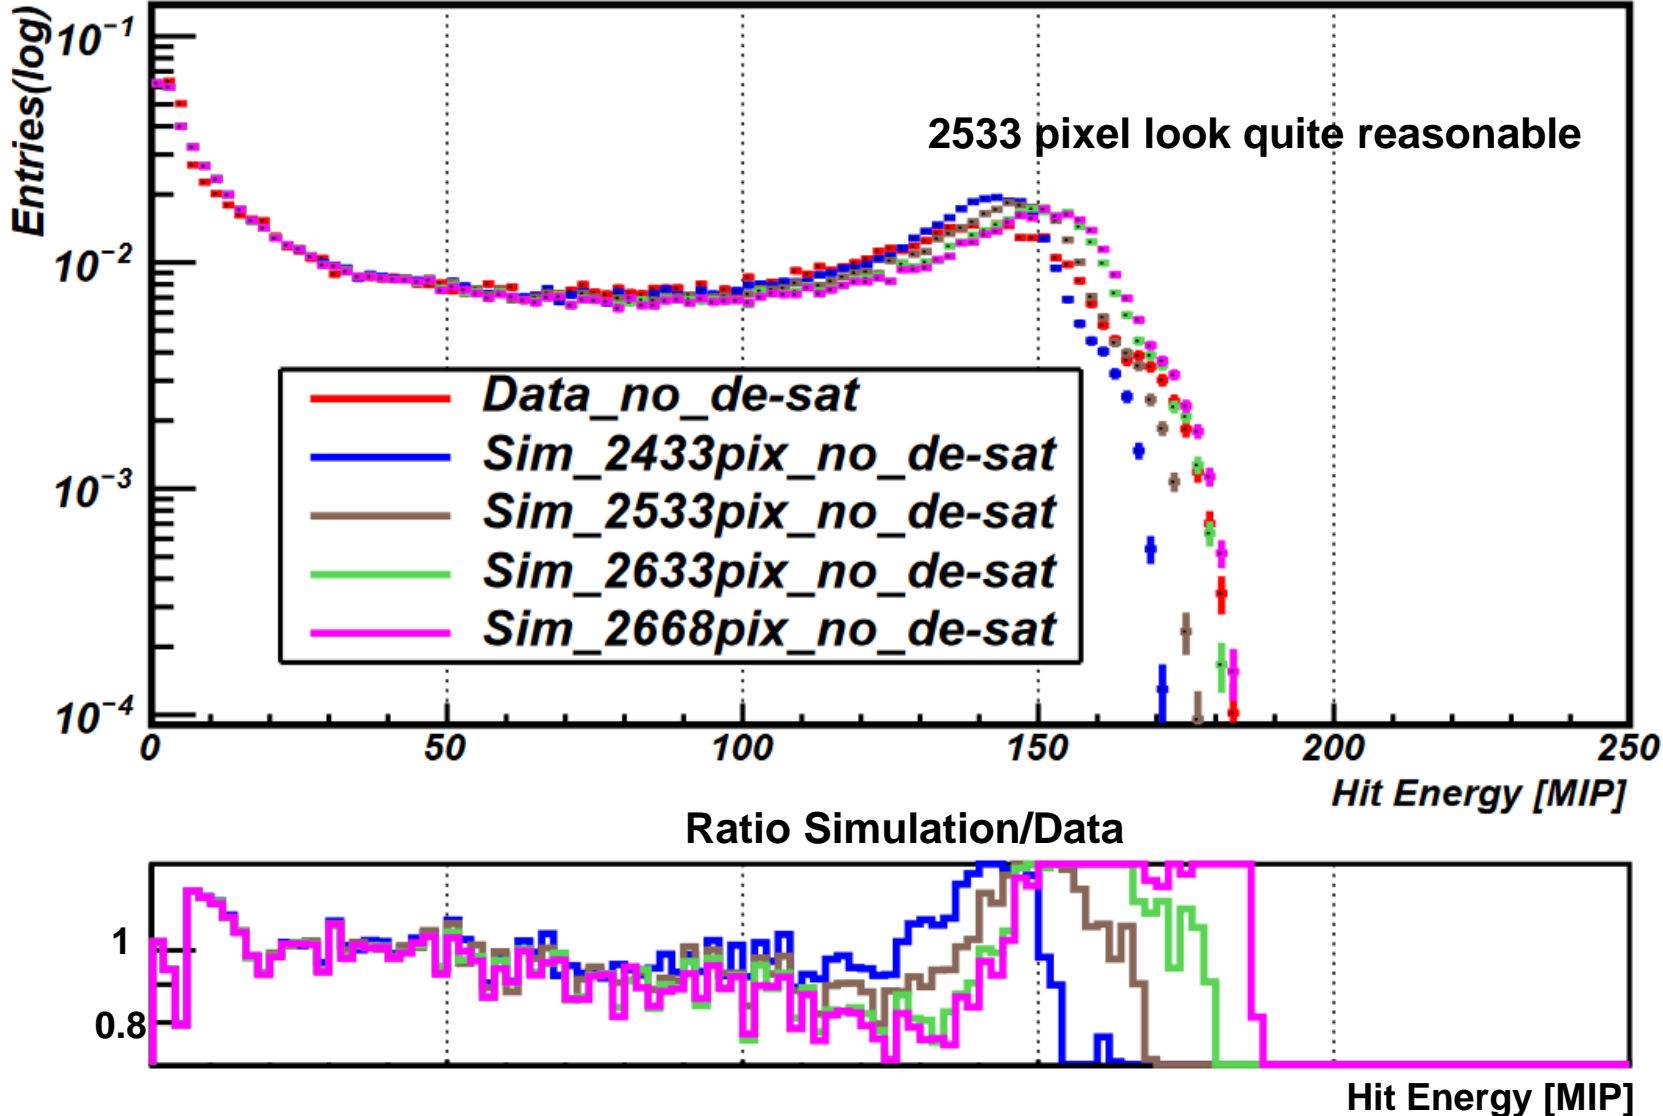 Entries(log)
10⁻¹
10⁻²
10⁻³
10⁻⁴
2533 pixel look quite reasonable
Data_no_de-sat
Sim_2433pix_no_de-sat
Sim_2533pix_no_de-sat
Sim_2633pix_no_de-sat
Sim_2668pix_no_de-sat
0 50 100 150 200 250
Hit Energy [MIP]
Ratio Simulation/Data
1
0.8
Hit Energy [MIP]